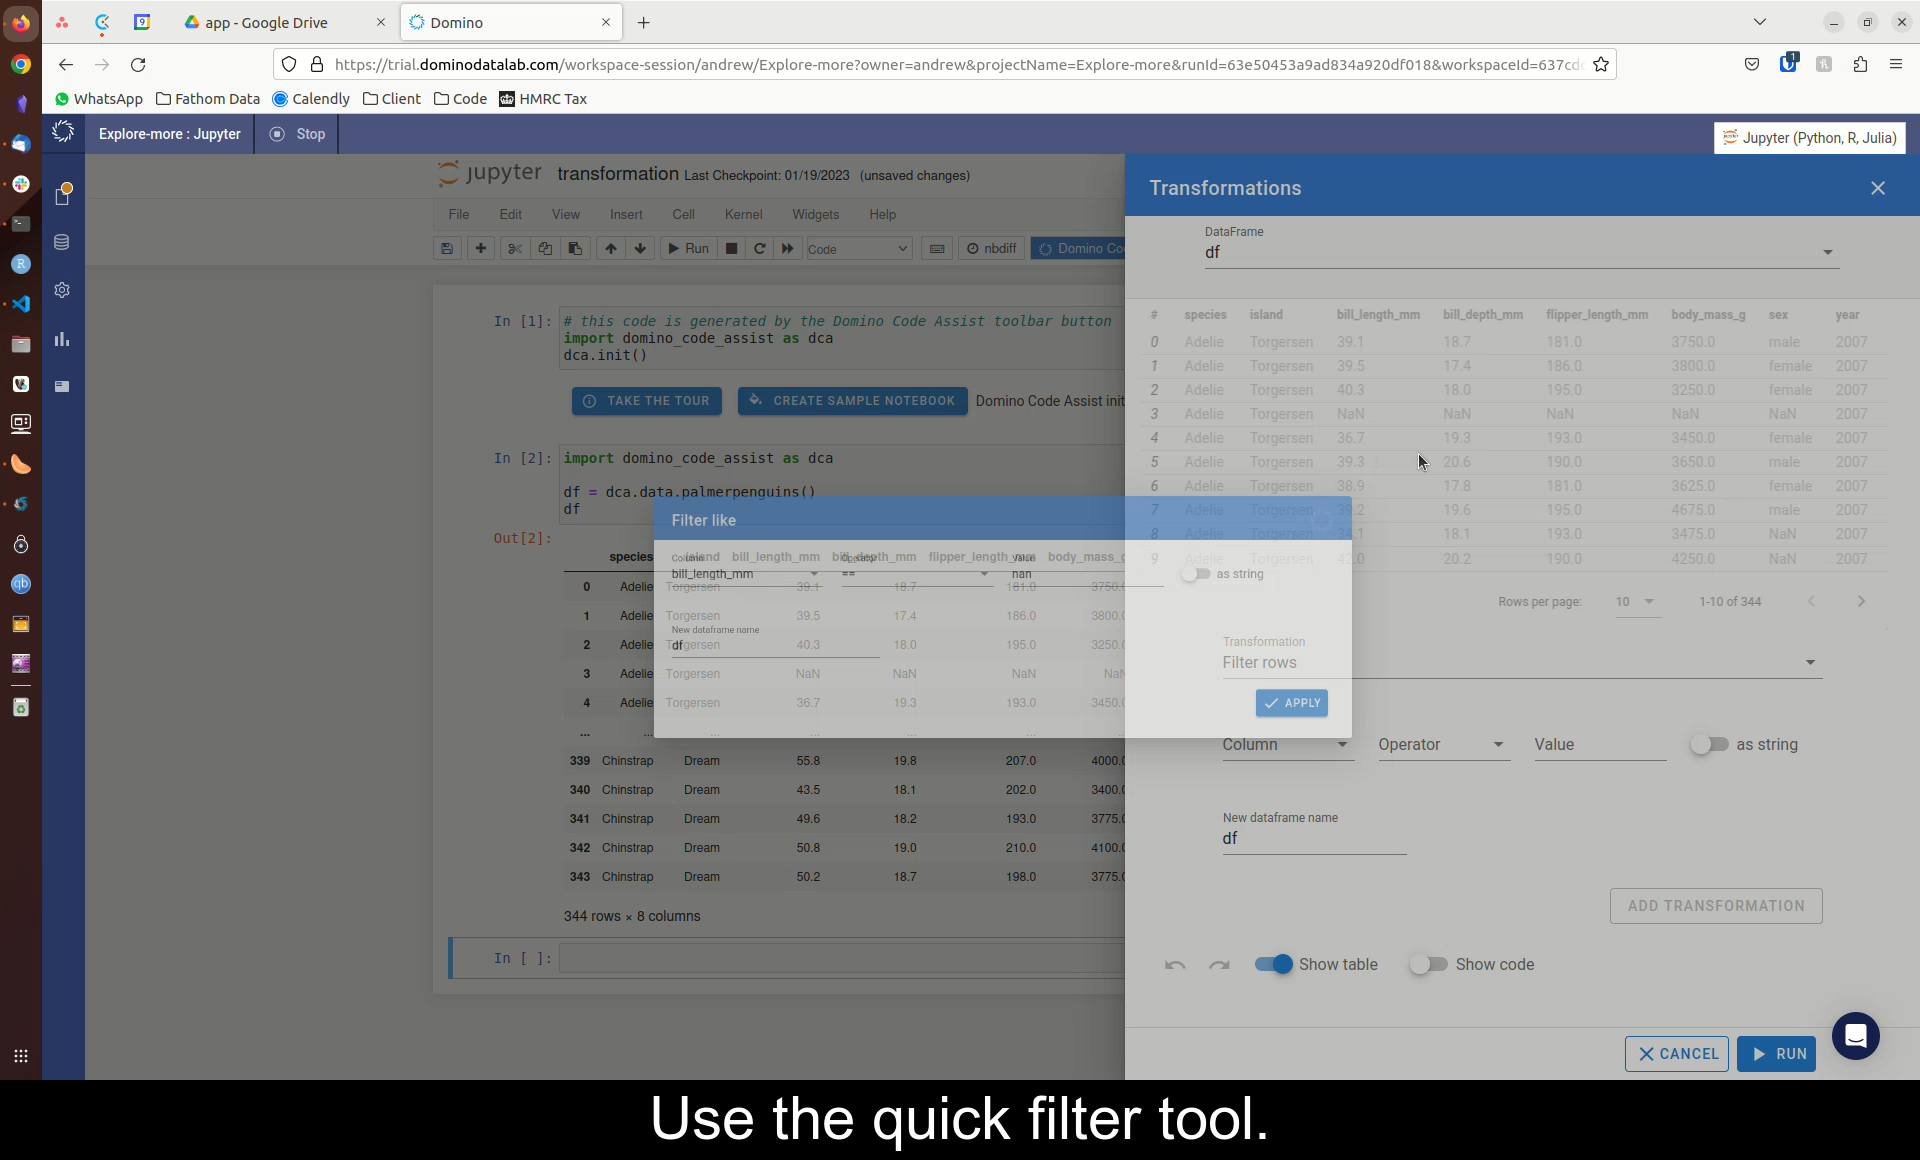 app - Google Drive
Domino
https://trial.dominodatalab.com/workspace-session/andrew/Explore-more?owner=andrew&projectName=Explore-more&runId=63e50453a9ad834a920df018&workspaceId=637cdc
WhatsApp Fathom Data Calendly Client Code HMRC Tax
Explore-more : Jupyter Stop
Jupyter (Python, R, Julia)
jupyter transformation Last Checkpoint: 01/19/2023 (unsaved changes)
File Edit View Insert Cell Kernel Widgets Help
Run Code nbdiff Domino Co
In [1]: # this code is generated by the Domino Code Assist toolbar button
import domino_code_assist as dca
dca.init()
TAKE THE TOUR CREATE SAMPLE NOTEBOOK Domino Code Assist init
In [2]: import domino_code_assist as dca
df = dca.data.palmerpenguins()
df
Out[2]:
species island bill_length_mm bill_depth_mm flipper_length_mm body_mass_g
0 Adelie Torgersen 39.1 18.7 181.0 3750.0
1 Adelie Torgersen 39.5 17.4 186.0 3800.0
2 Adelie Torgersen 40.3 18.0 195.0 3250.0
3 Adelie Torgersen NaN NaN NaN NaN
4 Adelie Torgersen 36.7 19.3 193.0 3450.0
... ... ... ... ... ... ...
339 Chinstrap Dream 55.8 19.8 207.0 4000.0
340 Chinstrap Dream 43.5 18.1 202.0 3400.0
341 Chinstrap Dream 49.6 18.2 193.0 3775.0
342 Chinstrap Dream 50.8 19.0 210.0 4100.0
343 Chinstrap Dream 50.2 18.7 198.0 3775.0
344 rows × 8 columns
In [ ]:
Filter like
Column Operator Value
bill_length_mm == nan as string
New dataframe name
df
APPLY
Transformations
DataFrame
df
# species island bill_length_mm bill_depth_mm flipper_length_mm body_mass_g sex year
0 Adelie Torgersen 39.1 18.7 181.0 3750.0 male 2007
1 Adelie Torgersen 39.5 17.4 186.0 3800.0 female 2007
2 Adelie Torgersen 40.3 18.0 195.0 3250.0 female 2007
3 Adelie Torgersen NaN NaN NaN NaN NaN 2007
4 Adelie Torgersen 36.7 19.3 193.0 3450.0 female 2007
5 Adelie Torgersen 39.3 20.6 190.0 3650.0 male 2007
6 Adelie Torgersen 38.9 17.8 181.0 3625.0 female 2007
7 Adelie Torgersen 39.2 19.6 195.0 4675.0 male 2007
8 Adelie Torgersen 34.1 18.1 193.0 3475.0 NaN 2007
9 Adelie Torgersen 42.0 20.2 190.0 4250.0 NaN 2007
Rows per page: 10 1-10 of 344
Transformation
Filter rows
Column Operator Value as string
New dataframe name
df
ADD TRANSFORMATION
Show table Show code
CANCEL RUN
Use the quick filter tool.